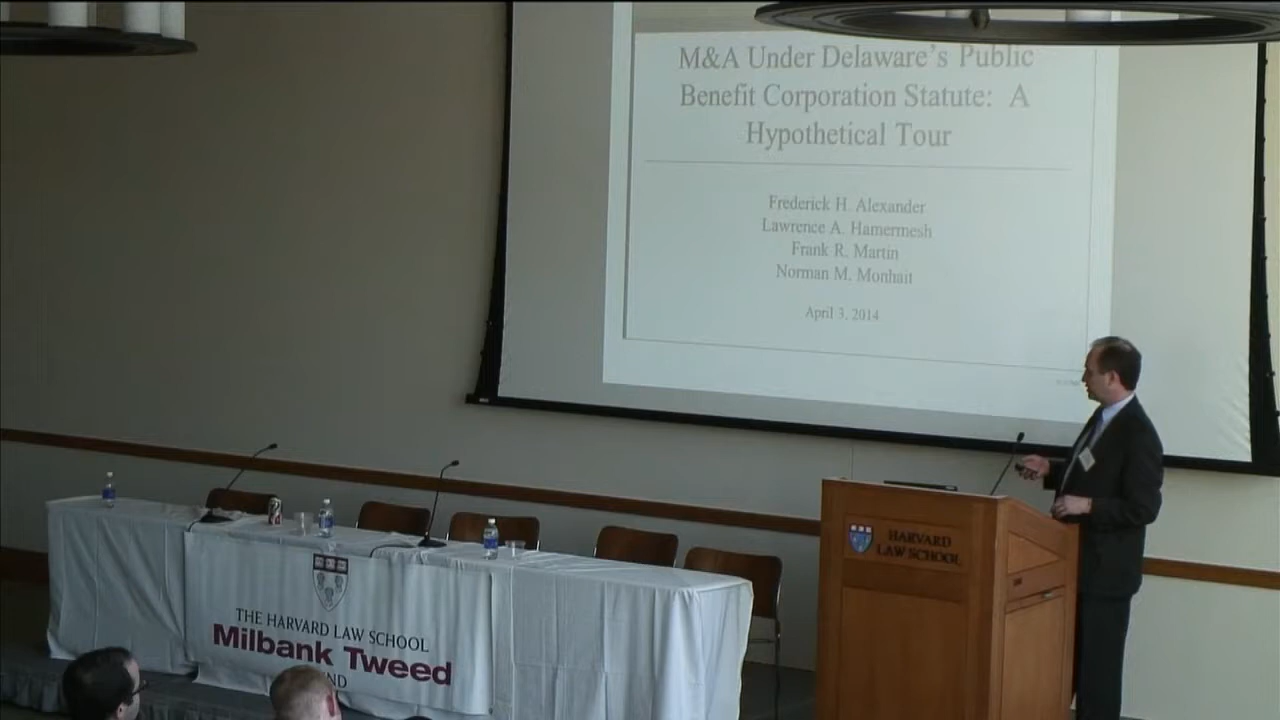 M&A Under Delaware's Public
Benefit Corporation Statute: A
Hypothetical Tour
Frederick H. Alexander
Lawrence A. Hamermesh
Frank R. Martin
Norman M. Monhait
April 3, 2014
HARVARD
LAW SCHOOL
THE HARVARD LAW SCHOOL
Milbank Tweed